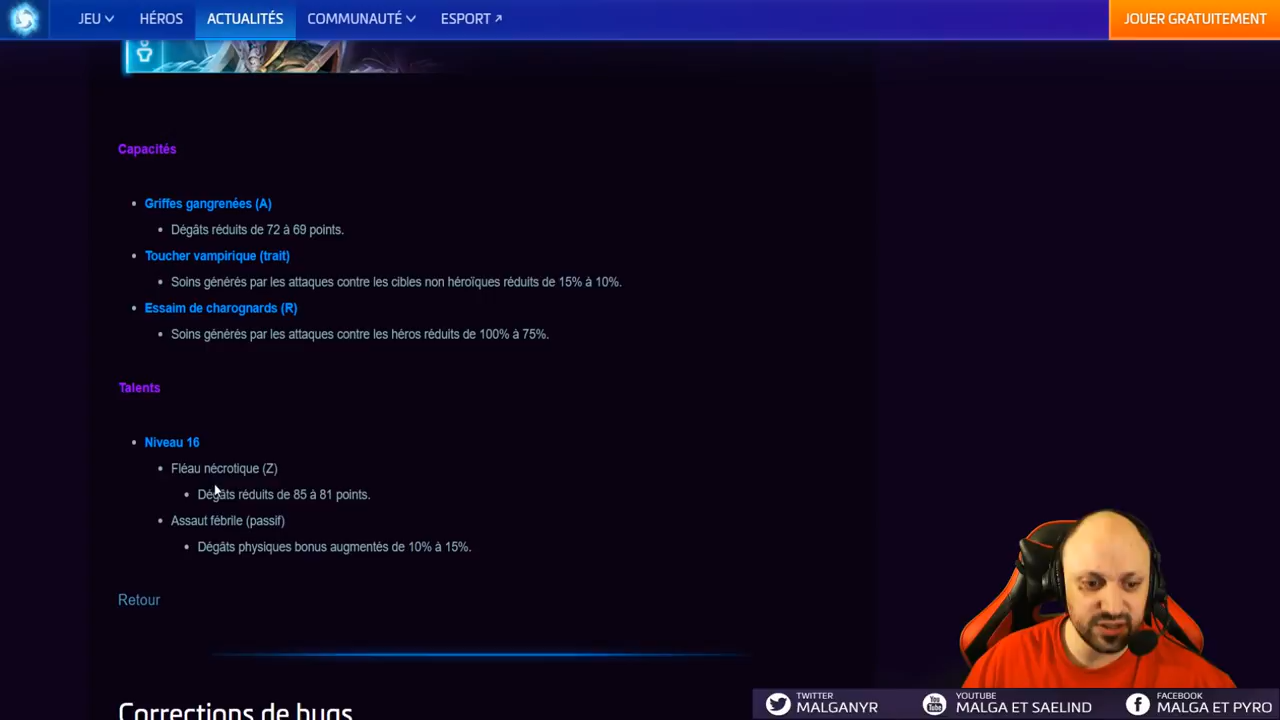 JEU HÉROS ACTUALITÉS COMMUNAUTÉ ESPORT JOUER GRATUITEMENT
Capacités
Griffes gangrenées (A)
Dégâts réduits de 72 à 69 points.
Toucher vampirique (trait)
Soins générés par les attaques contre les cibles non héroïques réduits de 15% à 10%.
Essaim de charognards (R)
Soins générés par les attaques contre les héros réduits de 100% à 75%.
Talents
Niveau 16
Fléau nécrotique (Z)
Dégâts réduits de 85 à 81 points.
Assaut fébrile (passif)
Dégâts physiques bonus augmentés de 10% à 15%.
Retour
Corrections de bugs
TWITTER
MALGANYR
YOUTUBE
MALGA ET SAELIND
FACEBOOK
MALGA ET PYRO